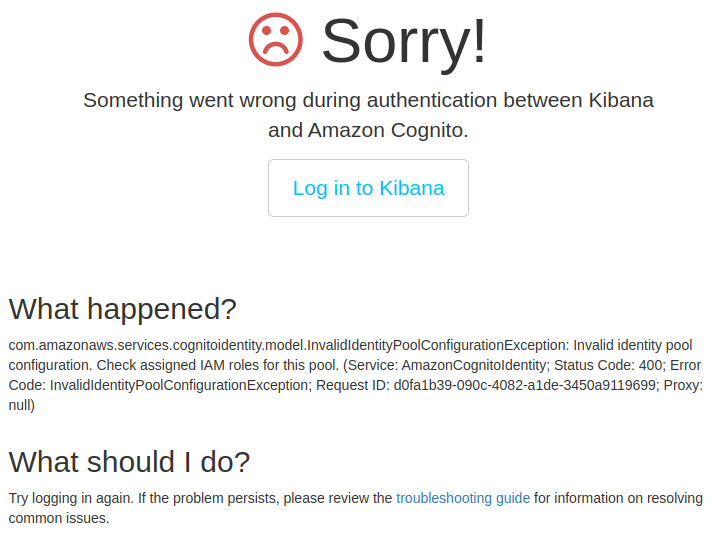 Sorry!
Something went wrong during authentication between Kibana
and Amazon Cognito.
Log in to Kibana
What happened?
com.amazonaws.services.cognitoidentity.model.InvalidIdentityPoolConfigurationException: Invalid identity pool
configuration. Check assigned IAM roles for this pool. (Service: AmazonCognitoIdentity; Status Code: 400; Error
Code: InvalidIdentityPoolConfigurationException; Request ID: d0fa1b39-090c-4082-a1de-3450a9119699; Proxy:
null)
What should I do?
Try logging in again. If the problem persists, please review the troubleshooting guide for information on resolving
common issues.